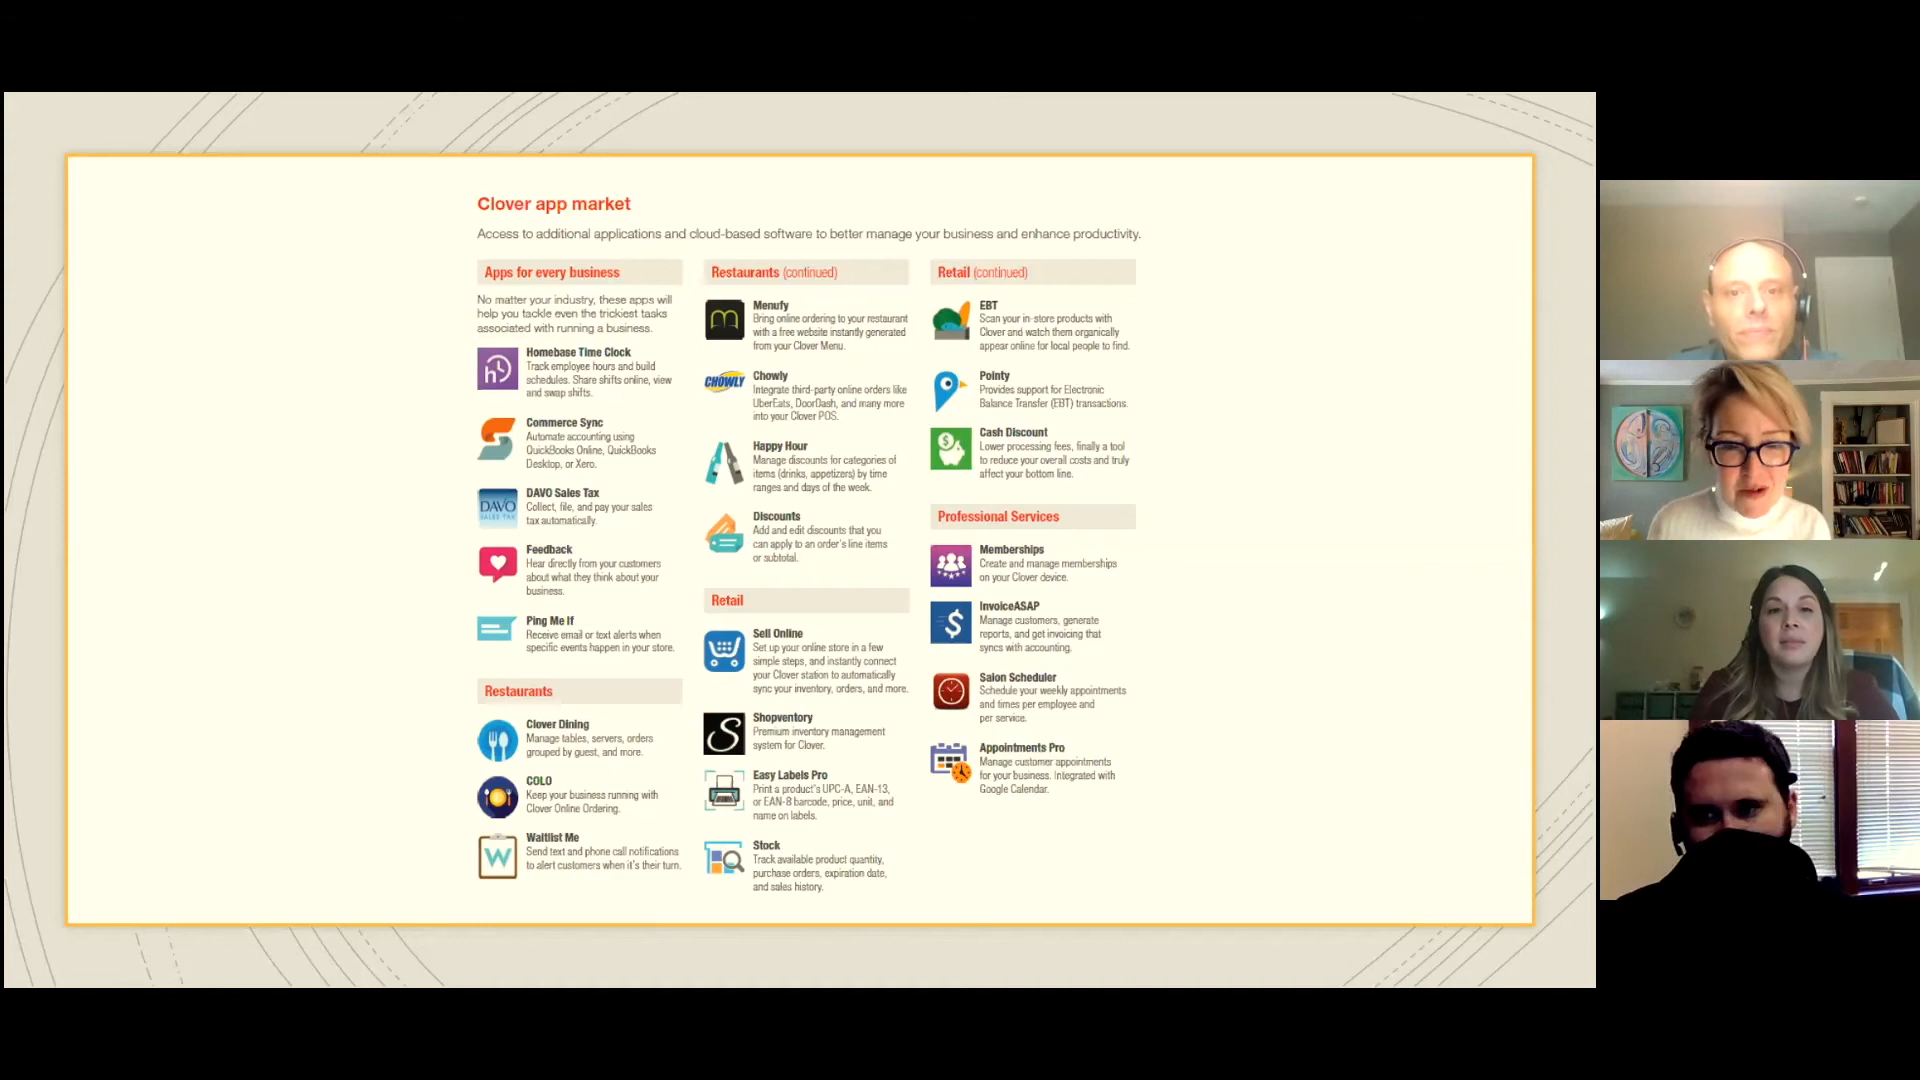 Clover app market
Access to additional applications and cloud-based software to better manage your business and enhance productivity.
Apps for every business
No matter your industry, these apps will
help you tackle even the trickiest tasks
associated with running a business.
Homebase Time Clock
Track employee hours and build
schedules. Share shifts online, view
and swap shifts.
Commerce Sync
Automate accounting using
QuickBooks Online, QuickBooks
Desktop, or Xero.
DAVO
SALES TAX
DAVO Sales Tax
Collect, file, and pay your sales
tax automatically.
Feedback
Hear directly from your customers
about what they think about your
business.
Ping Me If
Receive email or text alerts when
specific events happen in your store.
Restaurants
Clover Dining
Manage tables, servers, orders
grouped by guest, and more.
COLO
Keep your business running with
Clover Online Ordering.
W
Waitlist Me
Send text and phone call notifications
to alert customers when it's their turn.
Restaurants (continued)
Menufy
Bring online ordering to your restaurant
with a free website instantly generated
from your Clover Menu.
CHOWLY
Chowly
Integrate third-party online orders like
UberEats, DoorDash, and many more
into your Clover POS.
Happy Hour
Manage discounts for categories of
items (drinks, appetizers) by time
ranges and days of the week.
Discounts
Add and edit discounts that you
can apply to an order's line items
or subtotal.
Retail
Sell Online
Set up your online store in a few
simple steps, and instantly connect
your Clover station to automatically
sync your inventory, orders, and more.
S
Shopventory
Premium inventory management
system for Clover.
Easy Labels Pro
Print a product's UPC-A, EAN-13,
or EAN-8 barcode, price, unit, and
name on labels.
Stock
Track available product quantity,
purchase orders, expiration date,
and sales history.
Retail (continued)
EBT
Scan your in-store products with
Clover and watch them organically
appear online for local people to find.
Pointy
Provides support for Electronic
Balance Transfer (EBT) transactions.
Cash Discount
Lower processing fees, finally a tool
to reduce your overall costs and truly
affect your bottom line.
Professional Services
Memberships
Create and manage memberships
on your Clover device.
InvoiceASAP
Manage customers, generate
reports, and get invoicing that
syncs with accounting.
Salon Scheduler
Schedule your weekly appointments
and times per employee and
per service.
Appointments Pro
Manage customer appointments
for your business. Integrated with
Google Calendar.